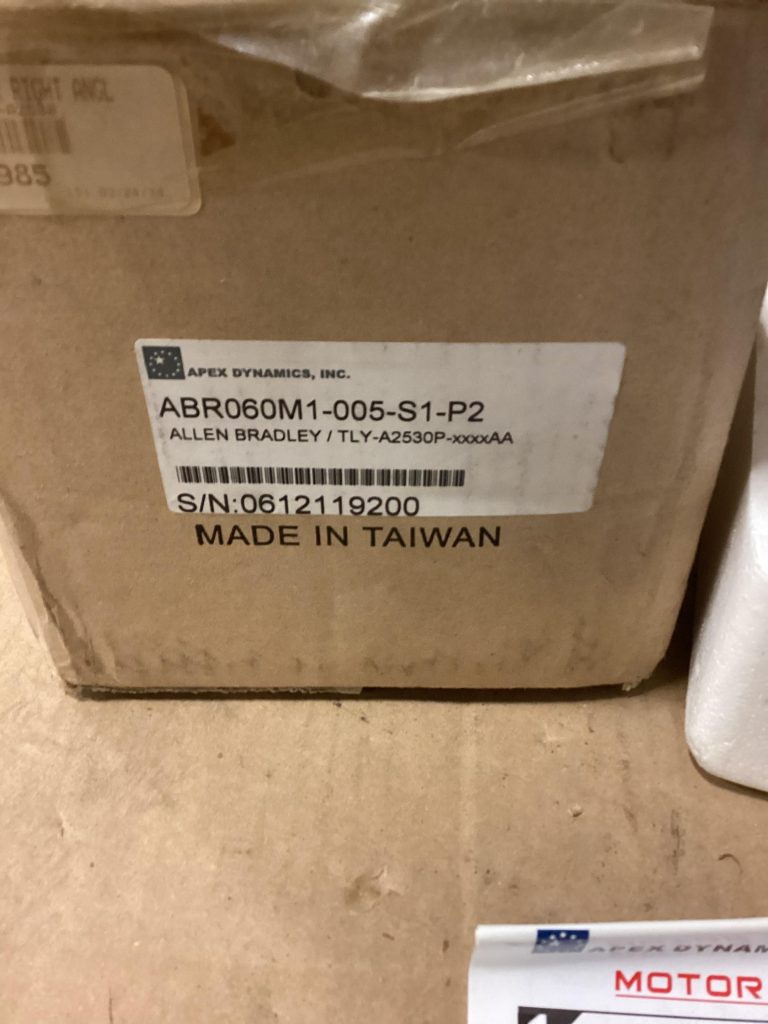 RIGHT ANGL
985
APEX DYNAMICS, INC.
ABR060M1-005-S1-P2
ALLEN BRADLEY / TLY-A2530P-xxxxAA
S/N:0612119200
MADE IN TAIWAN
APEX
MOTOR